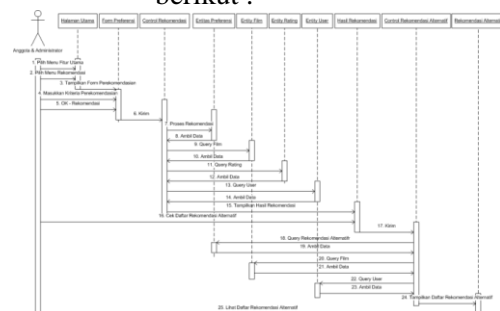 berikut :
Halaman Utama
Form Preferensi
Control Rekomendasi
Entitas Preferensi
Entity Film
Entity Rating
Entity User
Hasil Rekomendasi
Control Rekomendasi Alternatif
Rekomendasi Alternatif
Anggota & Administrator
1. Pilih Menu Fitur Utama
2. Pilih Menu Rekomendasi
3. Tampilkan Form Perekomendasian
4. Masukkan Kriteria Perekomendasian
5. OK - Rekomendasi
6. Kirim
7. Proses Rekomendasi
8. Ambil Data
9. Query Film
10. Ambil Data
11. Query Rating
12. Ambil Data
13. Query User
14. Ambil Data
15. Tampilkan Hasil Rekomendasi
16. Cek Daftar Rekomendasi Alternatif
17. Kirim
18. Query Rekomendasi Alternatif
19. Ambil Data
20. Query Film
21. Ambil Data
22. Query User
23. Ambil Data
24. Tampilkan Daftar Rekomendasi Alternatif
25. Lihat Daftar Rekomendasi Alternatif